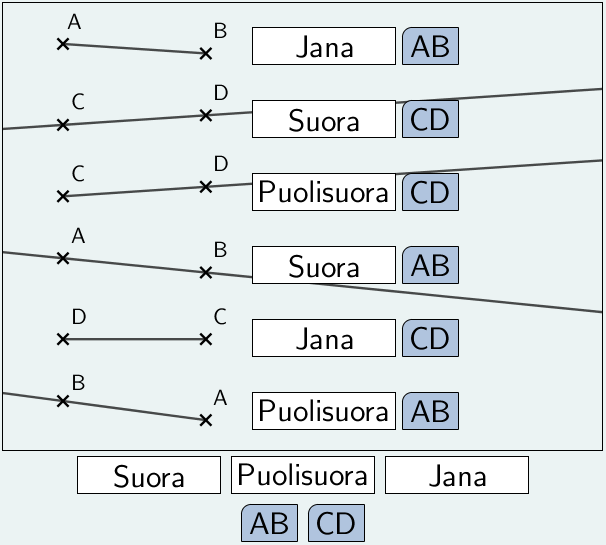 A B Jana AB
C D Suora CD
C D Puolisuora CD
A B Suora AB
D C Jana CD
B A Puolisuora AB
Suora Puolisuora Jana
AB CD